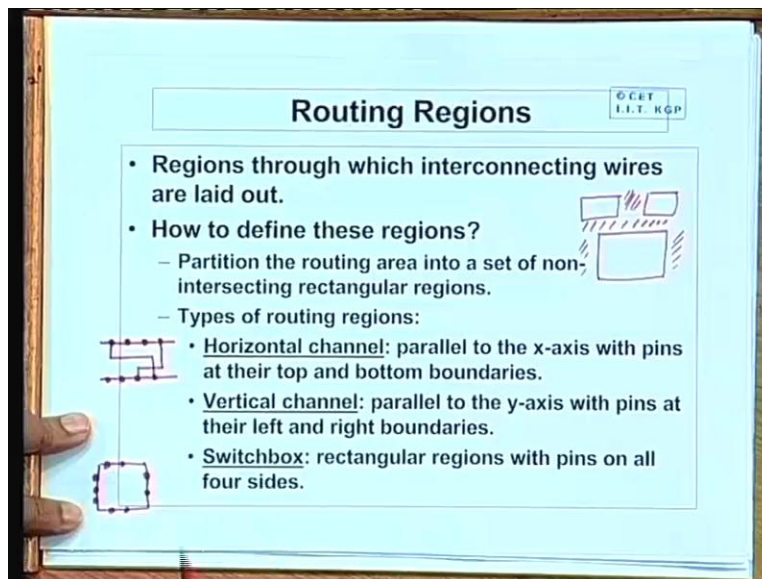 Routing Regions
© CET
I.I.T. KGP
• Regions through which interconnecting wires
are laid out.
• How to define these regions?
– Partition the routing area into a set of non-
intersecting rectangular regions.
– Types of routing regions:
• Horizontal channel: parallel to the x-axis with pins
at their top and bottom boundaries.
• Vertical channel: parallel to the y-axis with pins at
their left and right boundaries.
• Switchbox: rectangular regions with pins on all
four sides.